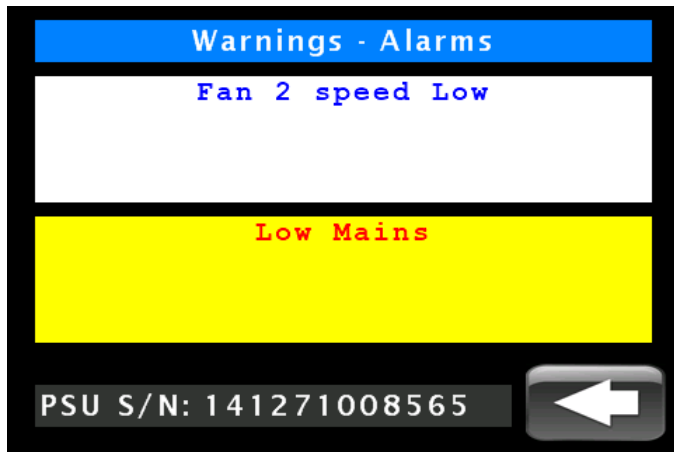 Warnings - Alarms
Fan 2 speed Low
Low Mains
PSU S/N: 141271008565